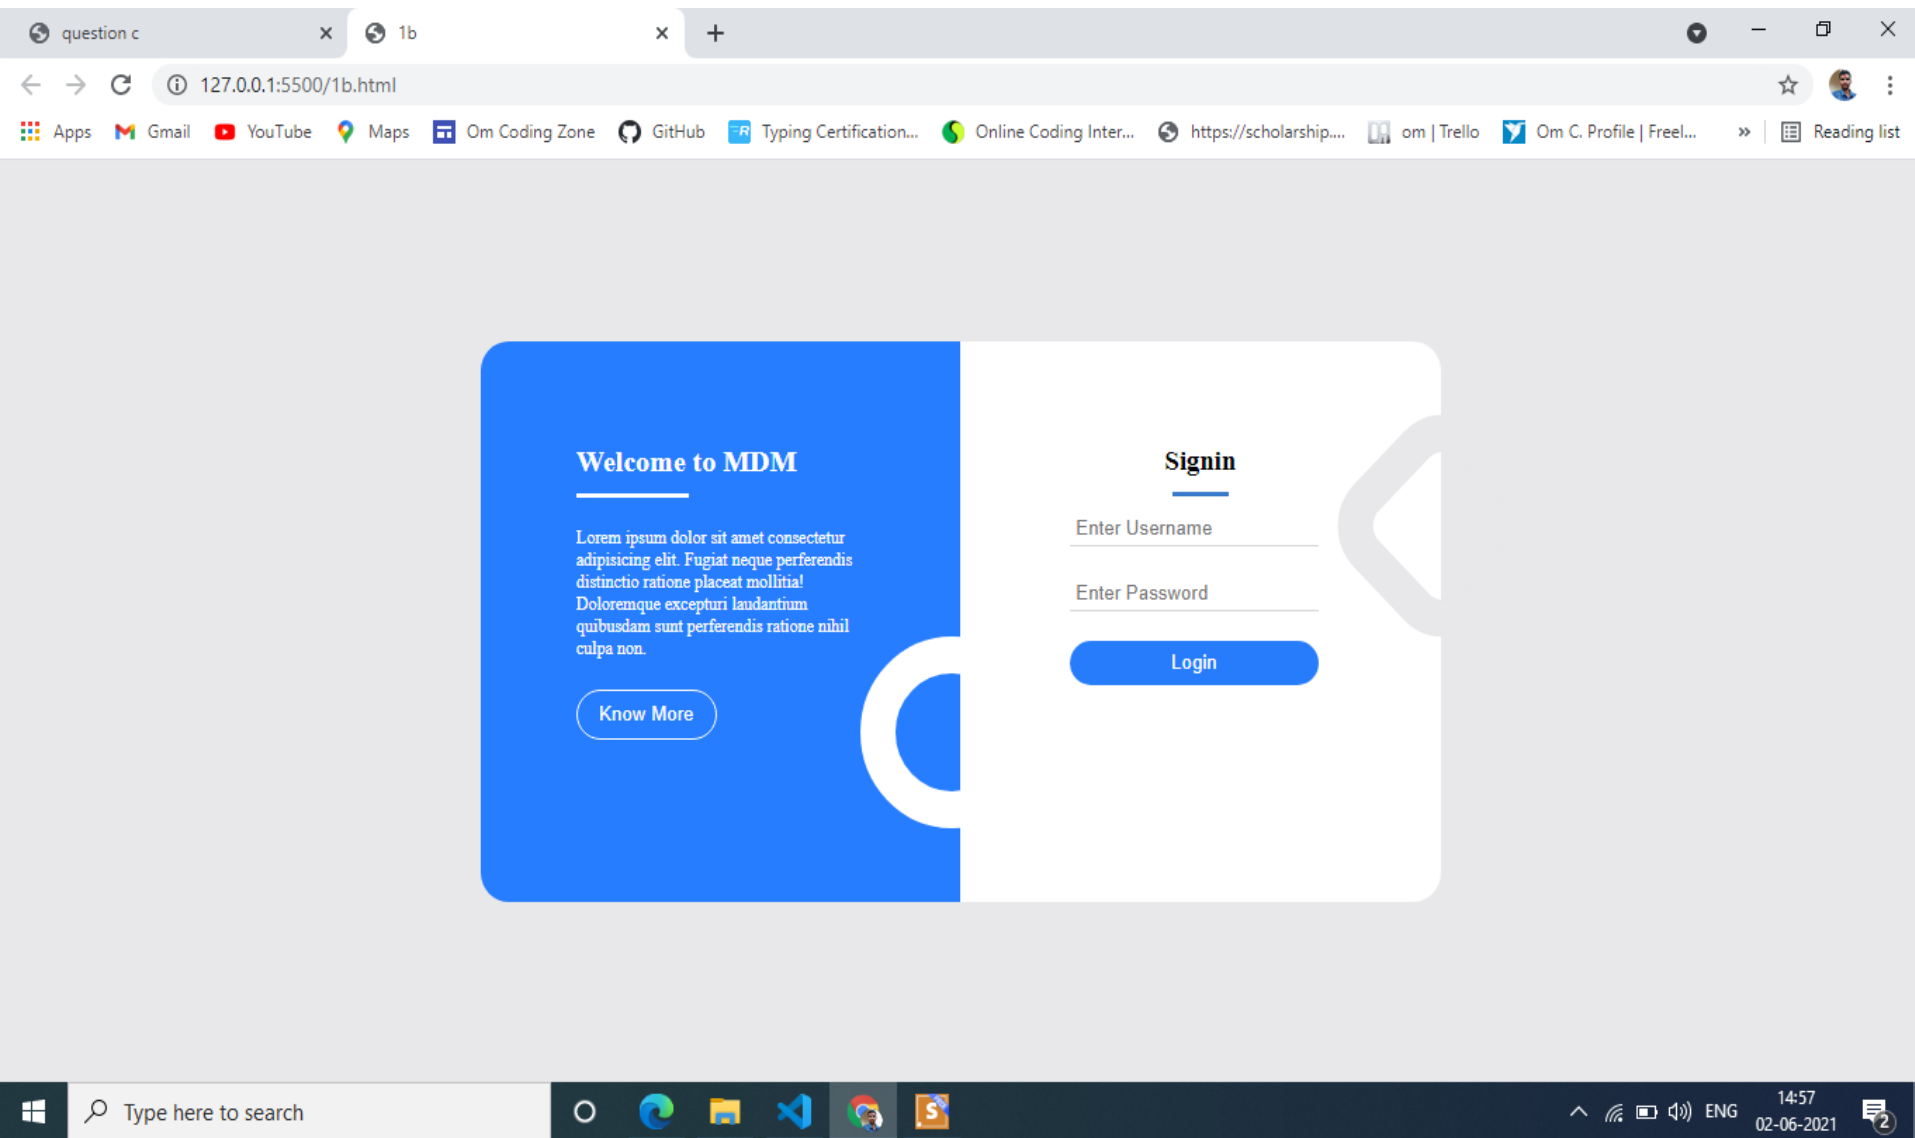 question c
1b
127.0.0.1:5500/1b.html
Apps
Gmail
YouTube
Maps
Om Coding Zone
GitHub
Typing Certification...
Online Coding Inter...
https://scholarship....
om | Trello
Om C. Profile | Freel...
»
Reading list
Welcome to MDM
Lorem ipsum dolor sit amet consectetur
adipisicing elit. Fugiat neque perferendis
distinctio ratione placeat mollitia!
Doloremque excepturi laudantium
quibusdam sunt perferendis ratione nihil
culpa non.
Know More
Signin
Enter Username
Enter Password
Login
Type here to search
ENG
14:57
02-06-2021
2